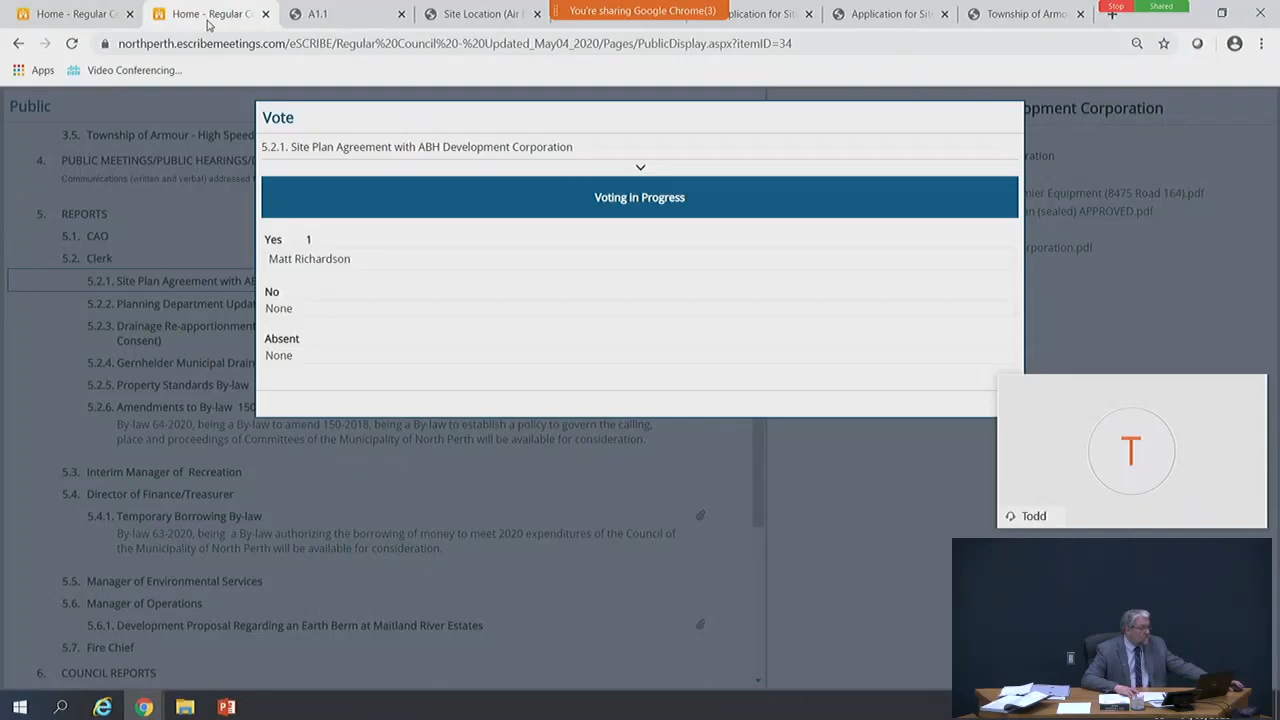 Home - Regular C
Home - Regular C
A1.1
Site Location (Air
You're sharing Google Chrome(3)
plication for SH
Application for Sit
Township of Armo
Stop
Shared
northperth.escribemeetings.com/eSCRIBE/Regular%20Council%20-%20Updated_May04_2020/Pages/PublicDisplay.aspx?itemID=34
Apps
Video Conferencing...
Public
opment Corporation
3.5. Township of Armour - High Speed
4. PUBLIC MEETINGS/PUBLIC HEARINGS/D
Communications (written and verbal) addressed t
5. REPORTS
5.1. CAO
5.2. Clerk
5.2.1. Site Plan Agreement with AB
5.2.2. Planning Department Updat
5.2.3. Drainage Re-apportionment
Consent)
5.2.4. Gernhelder Municipal Drain
5.2.5. Property Standards By-law
5.2.6. Amendments to By-law 150
By-law 64-2020, being a By-law to amend 150-2018, being a By-law to establish a policy to govern the calling,
place and proceedings of Committees of the Municipality of North Perth will be available for consideration.
5.3. Interim Manager of Recreation
5.4. Director of Finance/Treasurer
5.4.1. Temporary Borrowing By-law
By-law 63-2020, being a By-law authorizing the borrowing of money to meet 2020 expenditures of the Council of
the Municipality of North Perth will be available for consideration.
5.5. Manager of Environmental Services
5.6. Manager of Operations
5.6.1. Development Proposal Regarding an Earth Berm at Maitland River Estates
5.7. Fire Chief
6. COUNCIL REPORTS
Vote
5.2.1. Site Plan Agreement with ABH Development Corporation
Voting in Progress
Yes 1
Matt Richardson
No
None
Absent
None
oration
mier Equipment (8475 Road 164).pdf
n (sealed) APPROVED.pdf
rporation.pdf
T
Todd